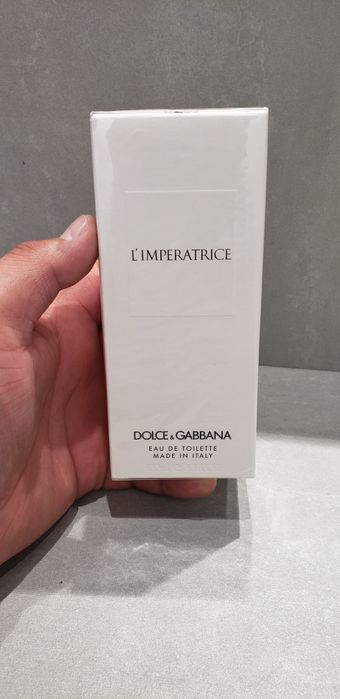 L'IMPERATRICE
DOLCE & GABBANA
EAU DE TOILETTE
MADE IN ITALY